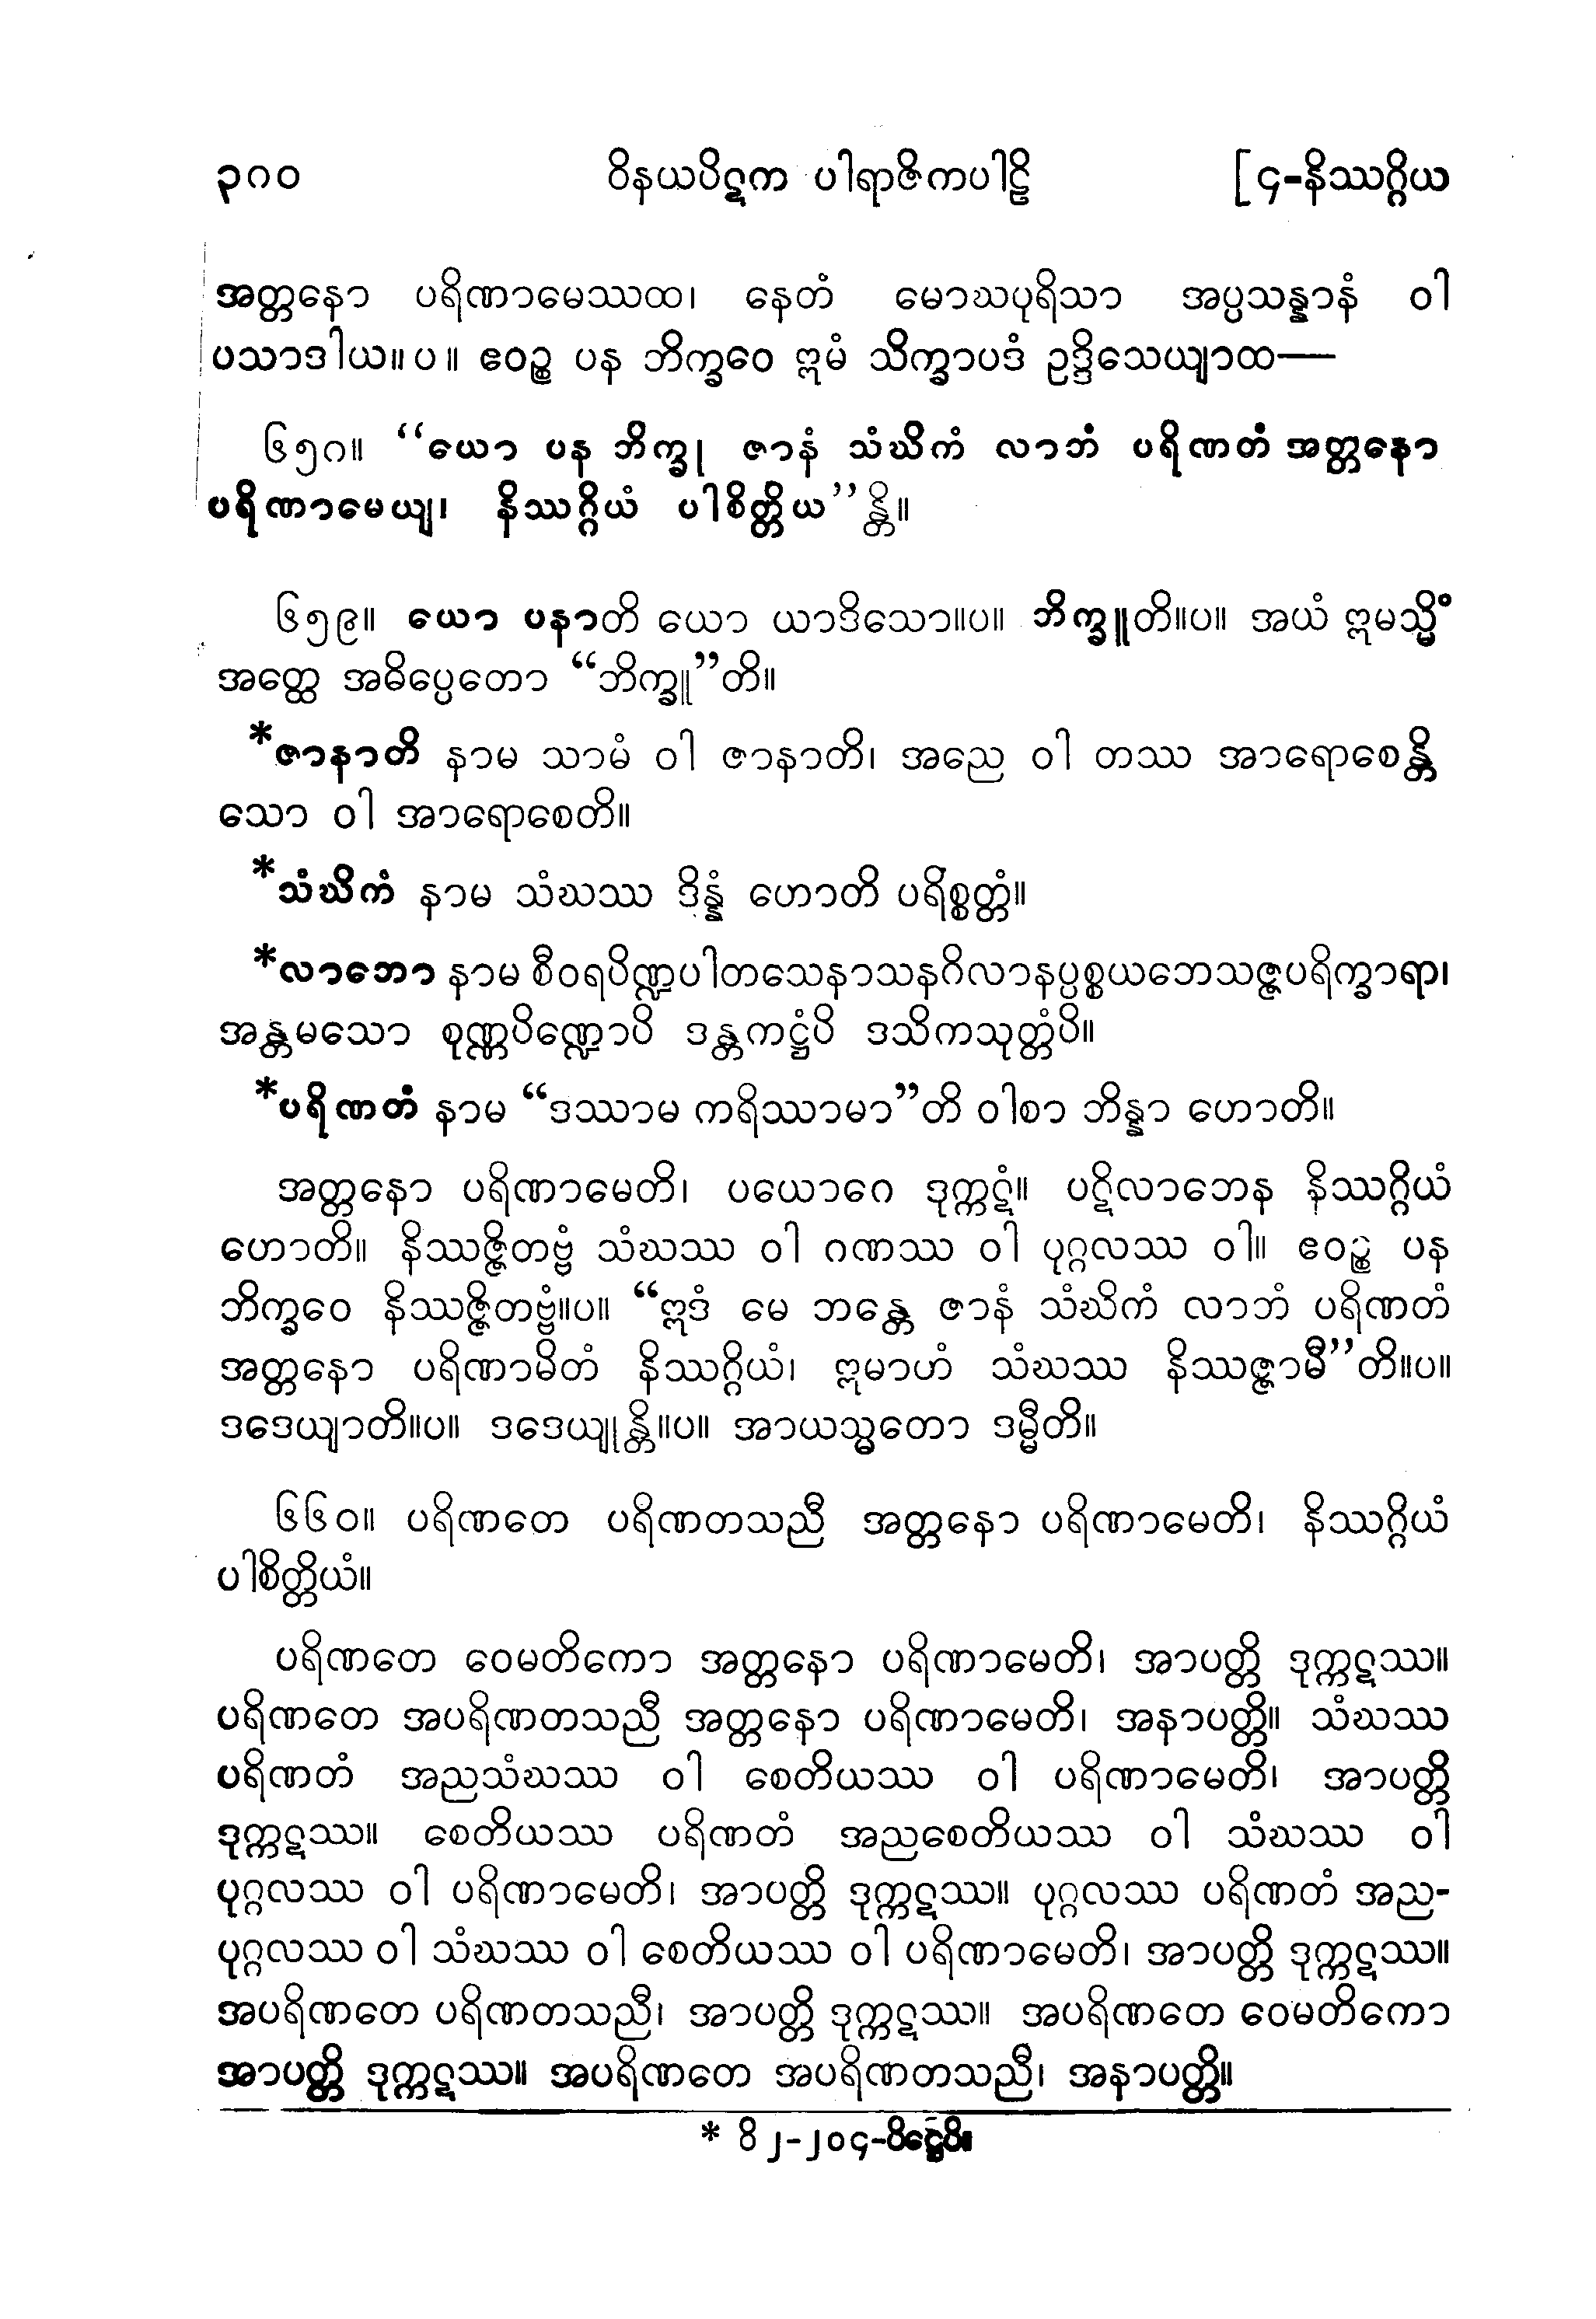 ၃၈၀ ဝိနယပိဋက ပါရာဇိကပါဠိ [၄-နိဿဂ္ဂိယ
အတ္တနော ပရိဏာမေဿထ၊ နေတံ မောဃပုရိသာ အပ္ပသန္နာနံ ဝါ
ပသာဒါယ။ပ။ ဧဝဉ္စ ပန ဘိက္ခဝေ ဣမံ သိက္ခာပဒံ ဥဒ္ဒိသေယျာထ—
၆၅၈။ “ယော ပန ဘိက္ခု ဇာနံ သံဃိကံ လာဘံ ပရိဏတံ အတ္တနော
ပရိဏာမေယျ၊ နိဿဂ္ဂိယံ ပါစိတ္တိယ”န္တိ။
၆၅၉။ ယော ပနာတိ ယော ယာဒိသော။ပ။ ဘိက္ခူတိ။ပ။ အယံ ဣမသ္မိံ
အတ္ထေ အဓိပ္ပေတော “ဘိက္ခူ”တိ။
*ဇာနာတိ နာမ သာမံ ဝါ ဇာနာတိ၊ အညေ ဝါ တဿ အာရောစေန္တိ
သော ဝါ အာရောစေတိ။
*သံဃိကံ နာမ သံဃဿ ဒိန္နံ ဟောတိ ပရိစ္စတ္တံ။
*လာဘော နာမ စီဝရပိဏ္ဍပါတသေနာသနဂိလာနပ္ပစ္စယဘေသဇ္ဇပရိက္ခာရာ၊
အန္တမသော စုဏ္ဏပိဏ္ဍောပိ ဒန္တကဋ္ဌံပိ ဒသိကသုတ္တံပိ။
*ပရိဏတံ နာမ “ဒဿာမ ကရိဿာမာ”တိ ဝါစာ ဘိန္နာ ဟောတိ။
အတ္တနော ပရိဏာမေတိ၊ ပယောဂေ ဒုက္ကဋံ။ ပဋိလာဘေန နိဿဂ္ဂိယံ
ဟောတိ။ နိဿဇ္ဇိတဗ္ဗံ သံဃဿ ဝါ ဂဏဿ ဝါ ပုဂ္ဂလဿ ဝါ။ ဧဝဉ္စ ပန
ဘိက္ခဝေ နိဿဇ္ဇိတဗ္ဗံ။ပ။ “ဣဒံ မေ ဘန္တေ ဇာနံ သံဃိကံ လာဘံ ပရိဏတံ
အတ္တနော ပရိဏာမိတံ နိဿဂ္ဂိယံ၊ ဣမာဟံ သံဃဿ နိဿဇ္ဇာမီ”တိ။ပ။
ဒဒေယျာတိ။ပ။ ဒဒေယျုန္တိ။ပ။ အာယသ္မတော ဒမ္မီတိ။
၆၆၀။ ပရိဏတေ ပရိဏတသညီ အတ္တနော ပရိဏာမေတိ၊ နိဿဂ္ဂိယံ
ပါစိတ္တိယံ။
ပရိဏတေ ဝေမတိကော အတ္တနော ပရိဏာမေတိ၊ အာပတ္တိ ဒုက္ကဋဿ။
ပရိဏတေ အပရိဏတသညီ အတ္တနော ပရိဏာမေတိ၊ အနာပတ္တိ။ သံဃဿ
ပရိဏတံ အညသံဃဿ ဝါ စေတိယဿ ဝါ ပရိဏာမေတိ၊ အာပတ္တိ
ဒုက္ကဋဿ။ စေတိယဿ ပရိဏတံ အညစေတိယဿ ဝါ သံဃဿ ဝါ
ပုဂ္ဂလဿ ဝါ ပရိဏာမေတိ၊ အာပတ္တိ ဒုက္ကဋဿ။ ပုဂ္ဂလဿ ပရိဏတံ အည-
ပုဂ္ဂလဿ ဝါ သံဃဿ ဝါ စေတိယဿ ဝါ ပရိဏာမေတိ၊ အာပတ္တိ ဒုက္ကဋဿ။
အပရိဏတေ ပရိဏတသညီ၊ အာပတ္တိ ဒုက္ကဋဿ။ အပရိဏတေ ဝေမတိကော
အာပတ္တိ ဒုက္ကဋဿ။ အပရိဏတေ အပရိဏတသညီ၊ အနာပတ္တိ။
* ဝိ ၂-၂၀၄-ပိဋ္ဌေပိ။